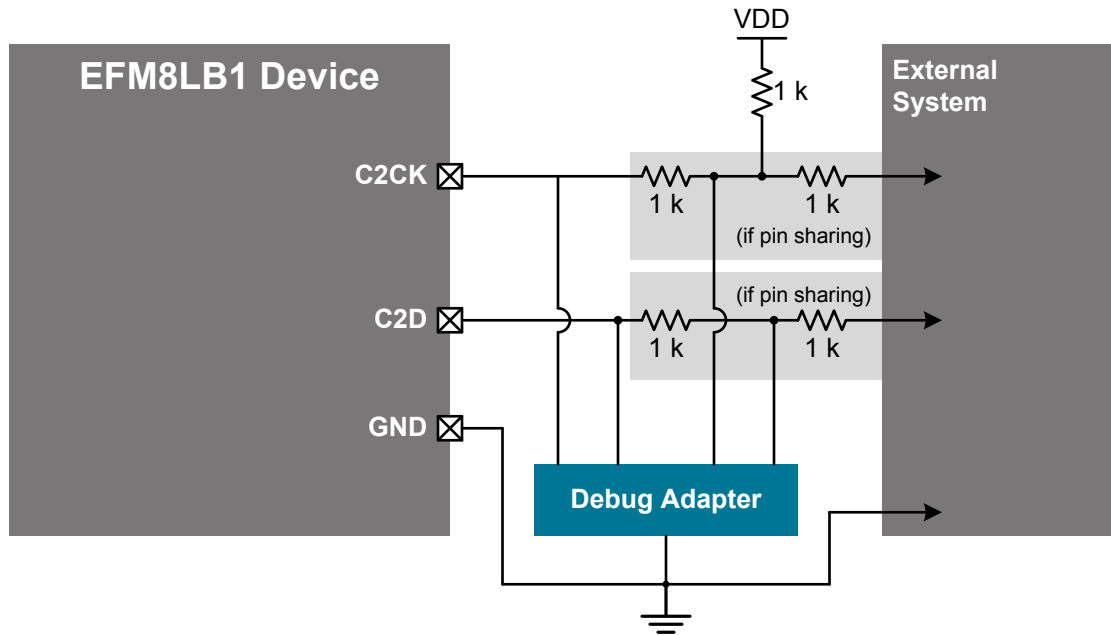 VDD
EFM8LB1 Device
External
System
1 k
C2CK
1 k
1 k
(if pin sharing)
(if pin sharing)
C2D
1 k
1 k
GND
Debug Adapter